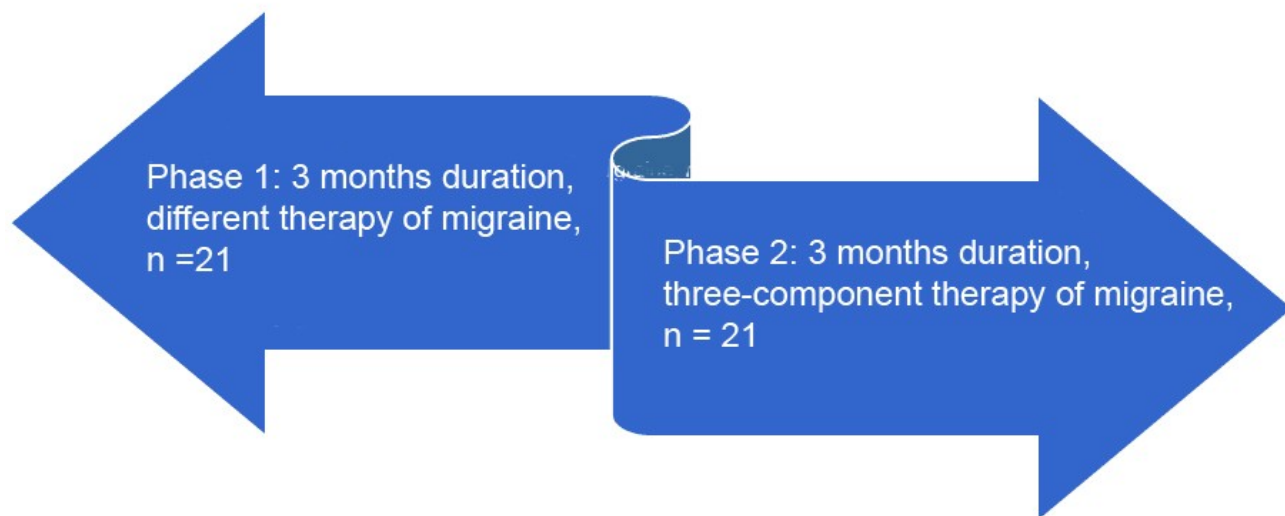 Phase 1: 3 months duration,
different therapy of migraine,
n =21
Phase 2: 3 months duration,
three-component therapy of migraine,
n = 21